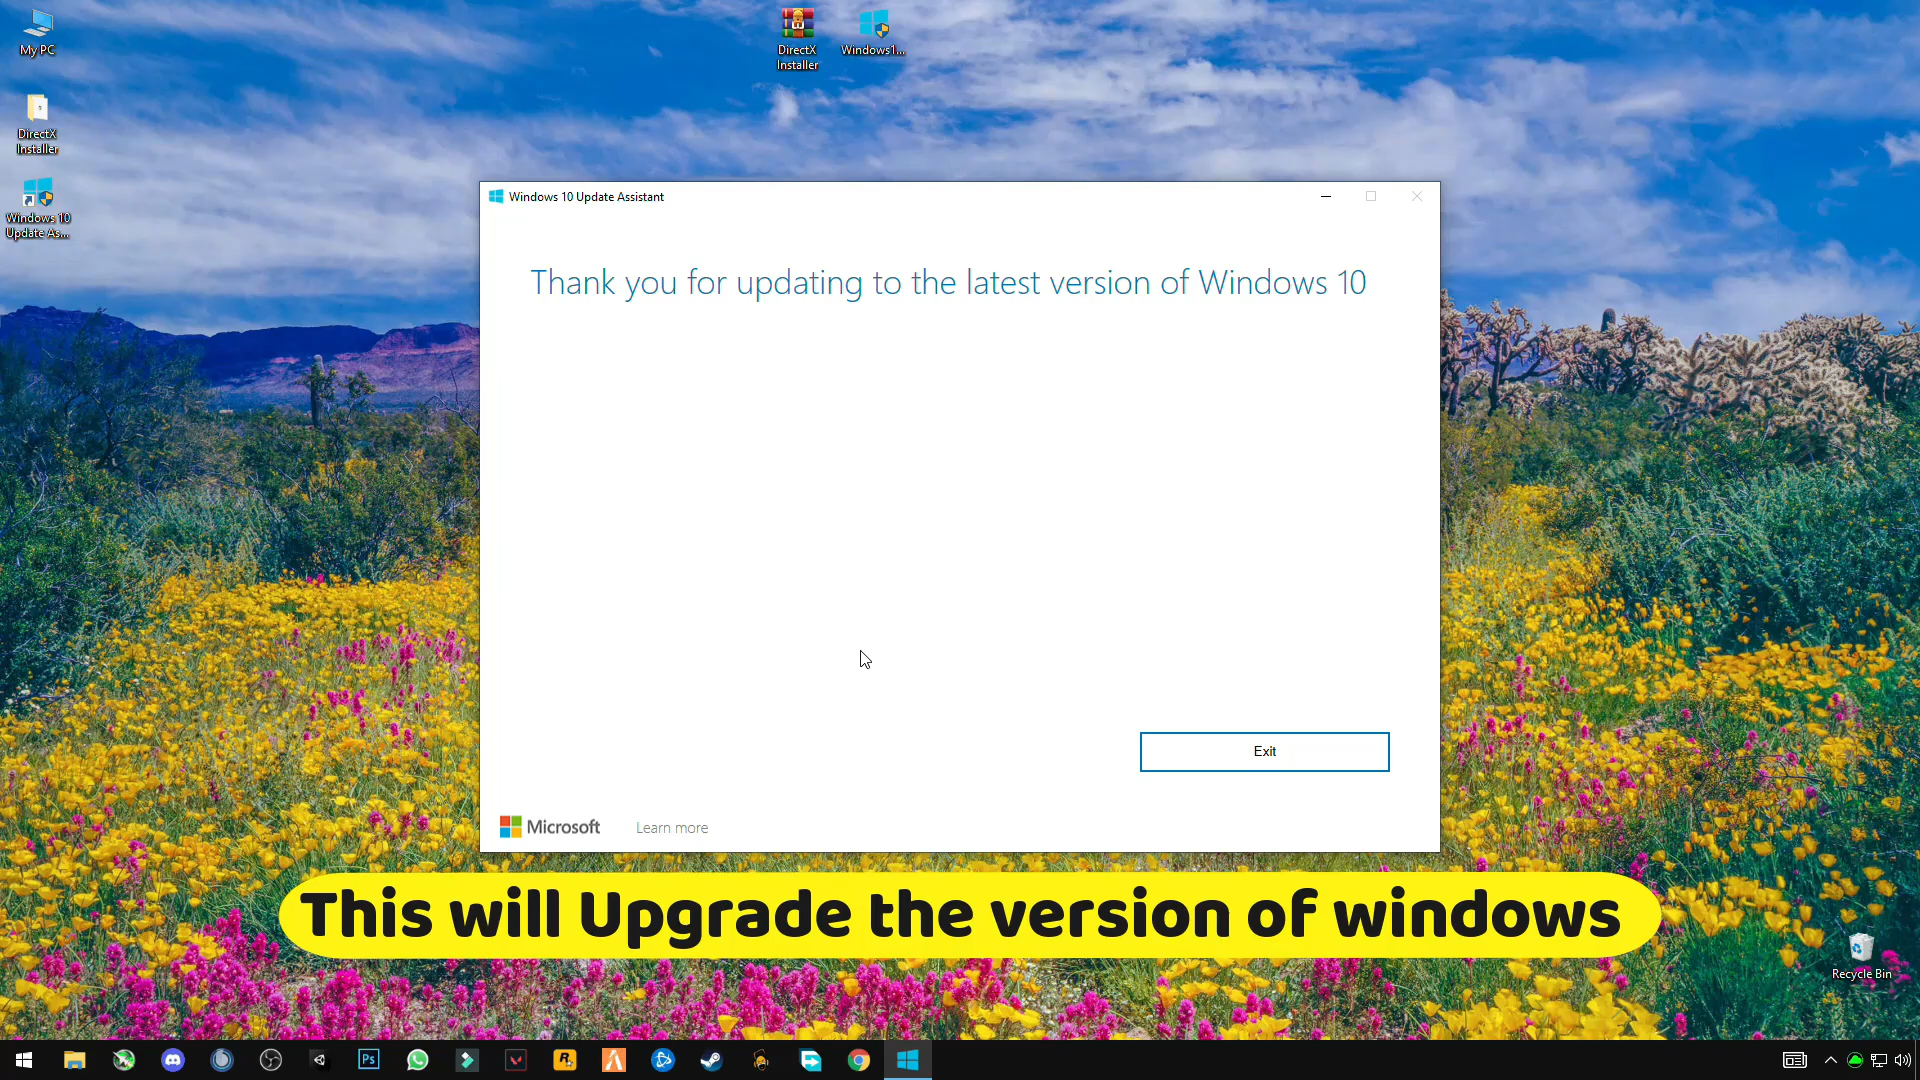 My PC
DirectX
Installer
Windows1...
DirectX
Installer
Windows 10
Update As...
Windows 10 Update Assistant
Thank you for updating to the latest version of Windows 10
Exit
Microsoft
Learn more
This will Upgrade the version of windows
Recycle Bin
Ps
R